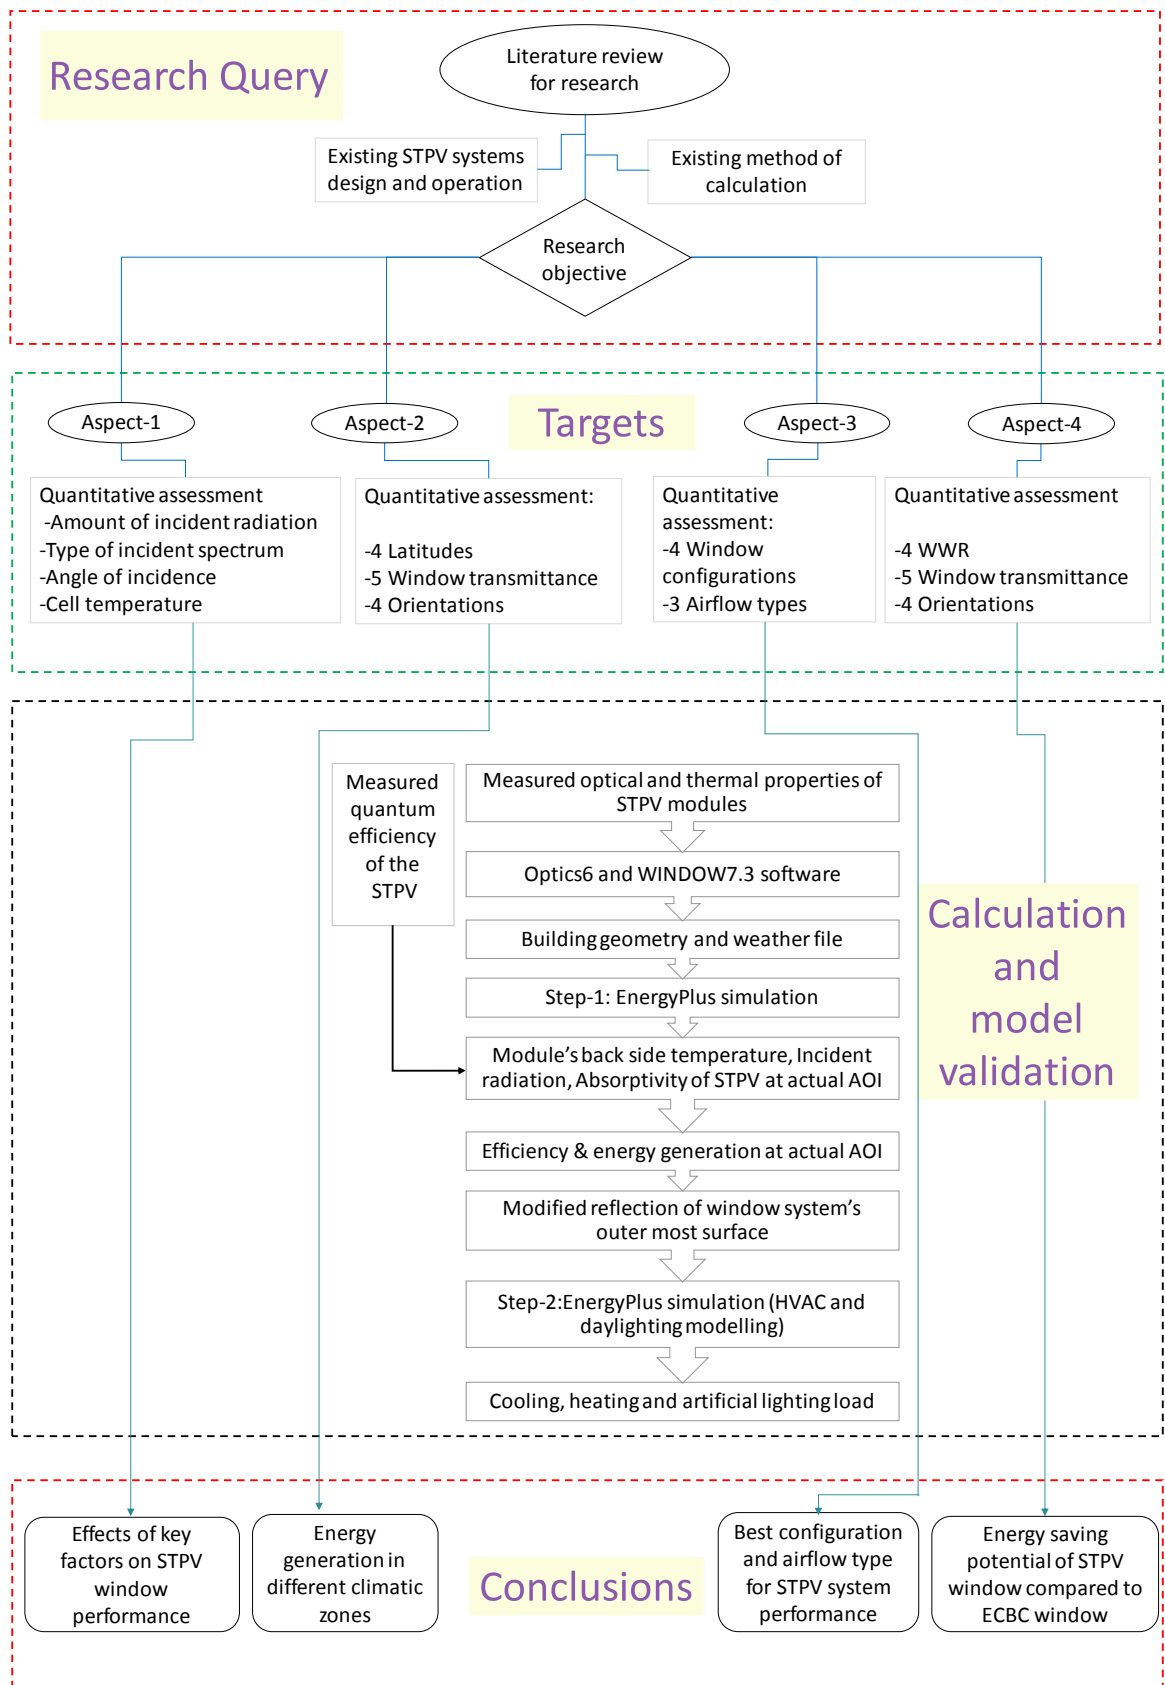 Research Query
Literature review
for research
Existing STPV systems
design and operation
Existing method of
calculation
Research
objective
Targets
Aspect-1
Aspect-2
Aspect-3
Aspect-4
Quantitative assessment
-Amount of incident radiation
-Type of incident spectrum
-Angle of incidence
-Cell temperature
Quantitative assessment:
-4 Latitudes
-5 Window transmittance
-4 Orientations
Quantitative
assessment:
-4 Window
configurations
-3 Airflow types
Quantitative assessment
-4 WWR
-5 Window transmittance
-4 Orientations
Measured
quantum
efficiency
of the
STPV
Measured optical and thermal properties of
STPV modules
Optics6 and WINDOW7.3 software
Building geometry and weather file
Step-1: EnergyPlus simulation
Module's back side temperature, Incident
radiation, Absorptivity of STPV at actual AOI
Efficiency & energy generation at actual AOI
Modified reflection of window system's
outer most surface
Step-2:EnergyPlus simulation (HVAC and
daylighting modelling)
Cooling, heating and artificial lighting load
Calculation
and
model
validation
Effects of key
factors on STPV
window
performance
Energy
generation in
different climatic
zones
Conclusions
Best configuration
and airflow type
for STPV system
performance
Energy saving
potential of STPV
window compared to
ECBC window